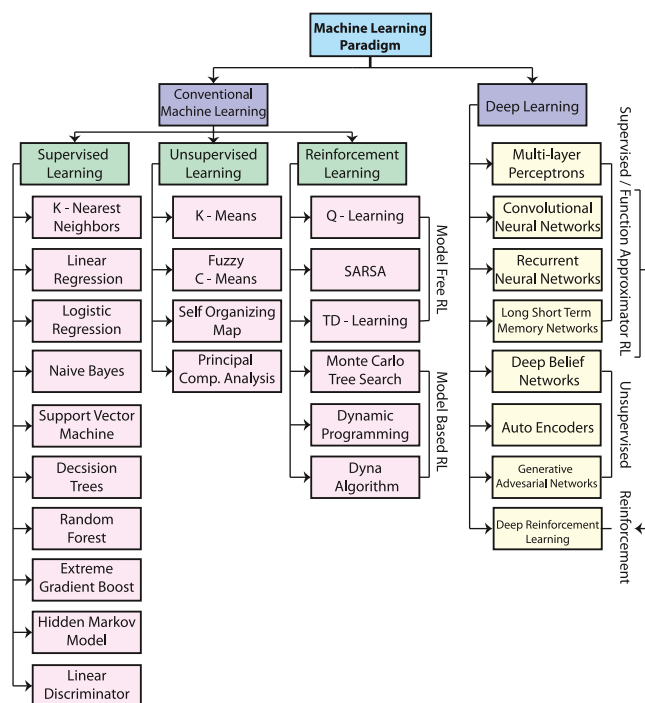 Machine Learning
Paradigm
Conventional
Machine Learning
Deep Learning
Supervised
Learning
Unsupervised
Learning
Reinforcement
Learning
K - Nearest
Neighbors
Linear
Regression
Logistic
Regression
Naive Bayes
Support Vector
Machine
Decsision
Trees
Random
Forest
Extreme
Gradient Boost
Hidden Markov
Model
Linear
Discriminator
K - Means
Fuzzy
C - Means
Self Organizing
Map
Principal
Comp. Analysis
Q - Learning
SARSA
TD - Learning
Monte Carlo
Tree Search
Dynamic
Programming
Dyna
Algorithm
Model Free RL
Model Based RL
Multi-layer
Perceptrons
Convolutional
Neural Networks
Recurrent
Neural Networks
Long Short Term
Memory Networks
Deep Belief
Networks
Auto Encoders
Generative
Advesarial Networks
Deep Reinforcement
Learning
Supervised / Function Approximator RL
Unsupervised
Reinforcement